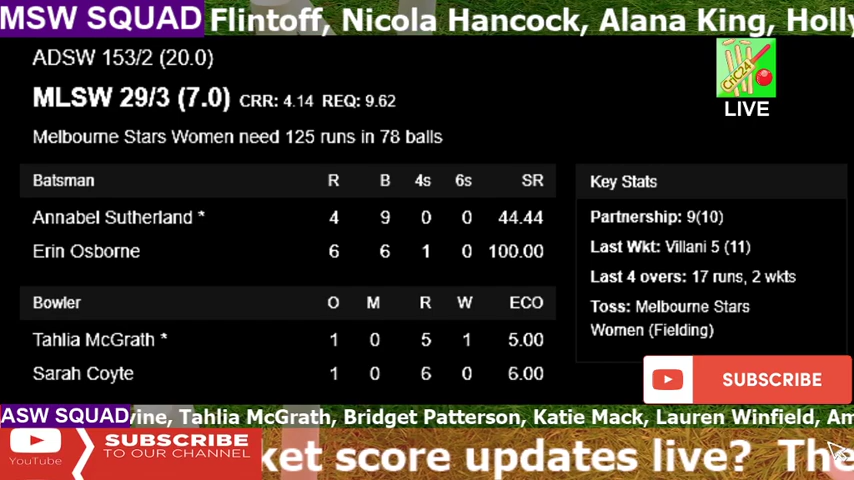 MSW SQUAD Flintoff, Nicola Hancock, Alana King, Holly
ADSW 153/2 (20.0)
MLSW 29/3 (7.0) CRR: 4.14 REQ: 9.62
Melbourne Stars Women need 125 runs in 78 balls
CriC24
LIVE
Batsman R B 4s 6s SR
Annabel Sutherland * 4 9 0 0 44.44
Erin Osborne 6 6 1 0 100.00
Bowler O M R W ECO
Tahlia McGrath * 1 0 5 1 5.00
Sarah Coyte 1 0 6 0 6.00
Key Stats
Partnership: 9(10)
Last Wkt: Villani 5 (11)
Last 4 overs: 17 runs, 2 wkts
Toss: Melbourne Stars
Women (Fielding)
SUBSCRIBE
ASW SQUAD vine, Tahlia McGrath, Bridget Patterson, Katie Mack, Lauren Winfield, Am
YouTube
SUBSCRIBE
TO OUR CHANNEL
ket score updates live? The